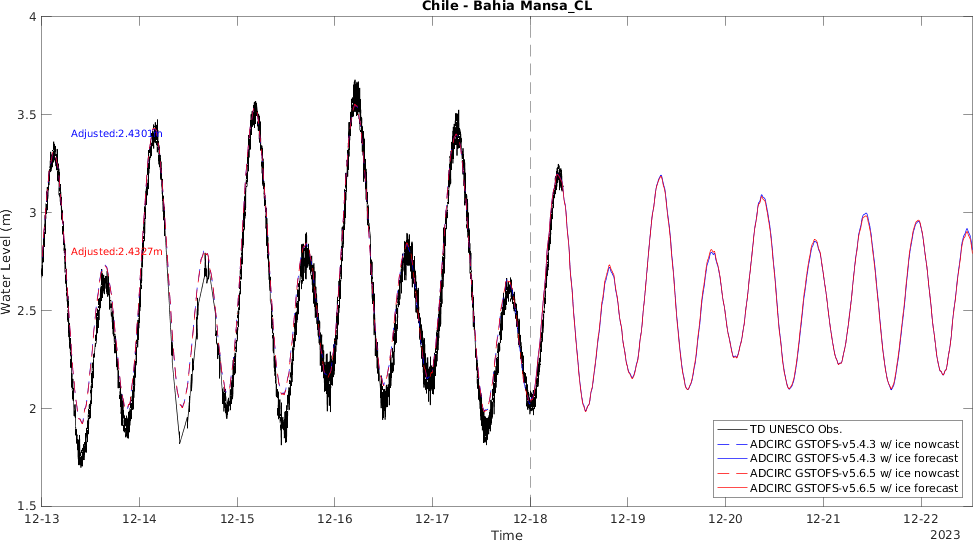 Chile - Bahia Mansa_CL
4
3.5
3
2.5
2
1.5
Water Level (m)
Adjusted:2.4301m
Adjusted:2.4327m
TD UNESCO Obs.
ADCIRC GSTOFS-v5.4.3 w/ ice nowcast
ADCIRC GSTOFS-v5.4.3 w/ ice forecast
ADCIRC GSTOFS-v5.6.5 w/ ice nowcast
ADCIRC GSTOFS-v5.6.5 w/ ice forecast
12-13 12-14 12-15 12-16 12-17 12-18 12-19 12-20 12-21 12-22
Time
2023